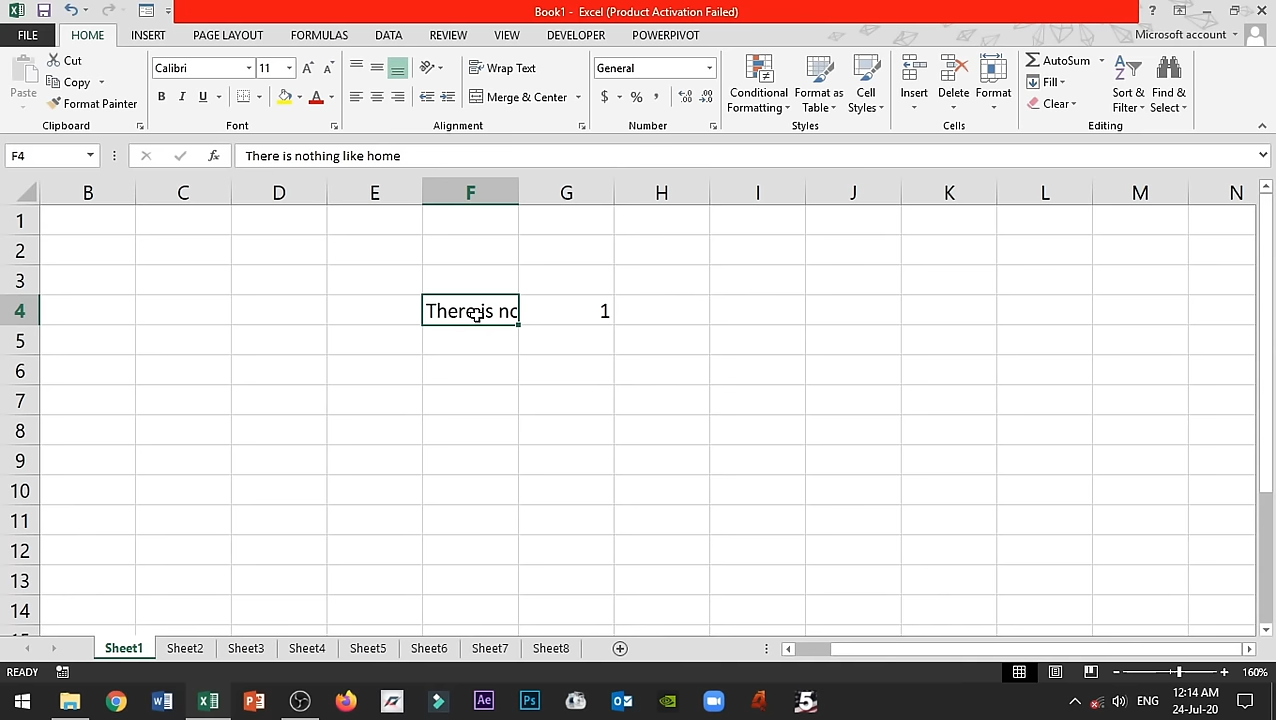 Book1 - Excel (Product Activation Failed)
FILE HOME INSERT PAGE LAYOUT FORMULAS DATA REVIEW VIEW DEVELOPER POWERPIVOT Microsoft account
Cut
Copy
Format Painter
Paste
Clipboard
Calibri 11
B I U
Font
Wrap Text
Merge & Center
Alignment
General
$ % ,
Number
Conditional Formatting
Format as Table
Cell Styles
Styles
Insert Delete Format
Cells
AutoSum
Fill
Clear
Sort & Filter
Find & Select
Editing
F4 fx There is nothing like home
B C D E F G H I J K L M N
1
2
3
4 There is no 1
5
6
7
8
9
10
11
12
13
14
Sheet1 Sheet2 Sheet3 Sheet4 Sheet5 Sheet6 Sheet7 Sheet8
READY 160%
ENG 12:14 AM
24-Jul-20